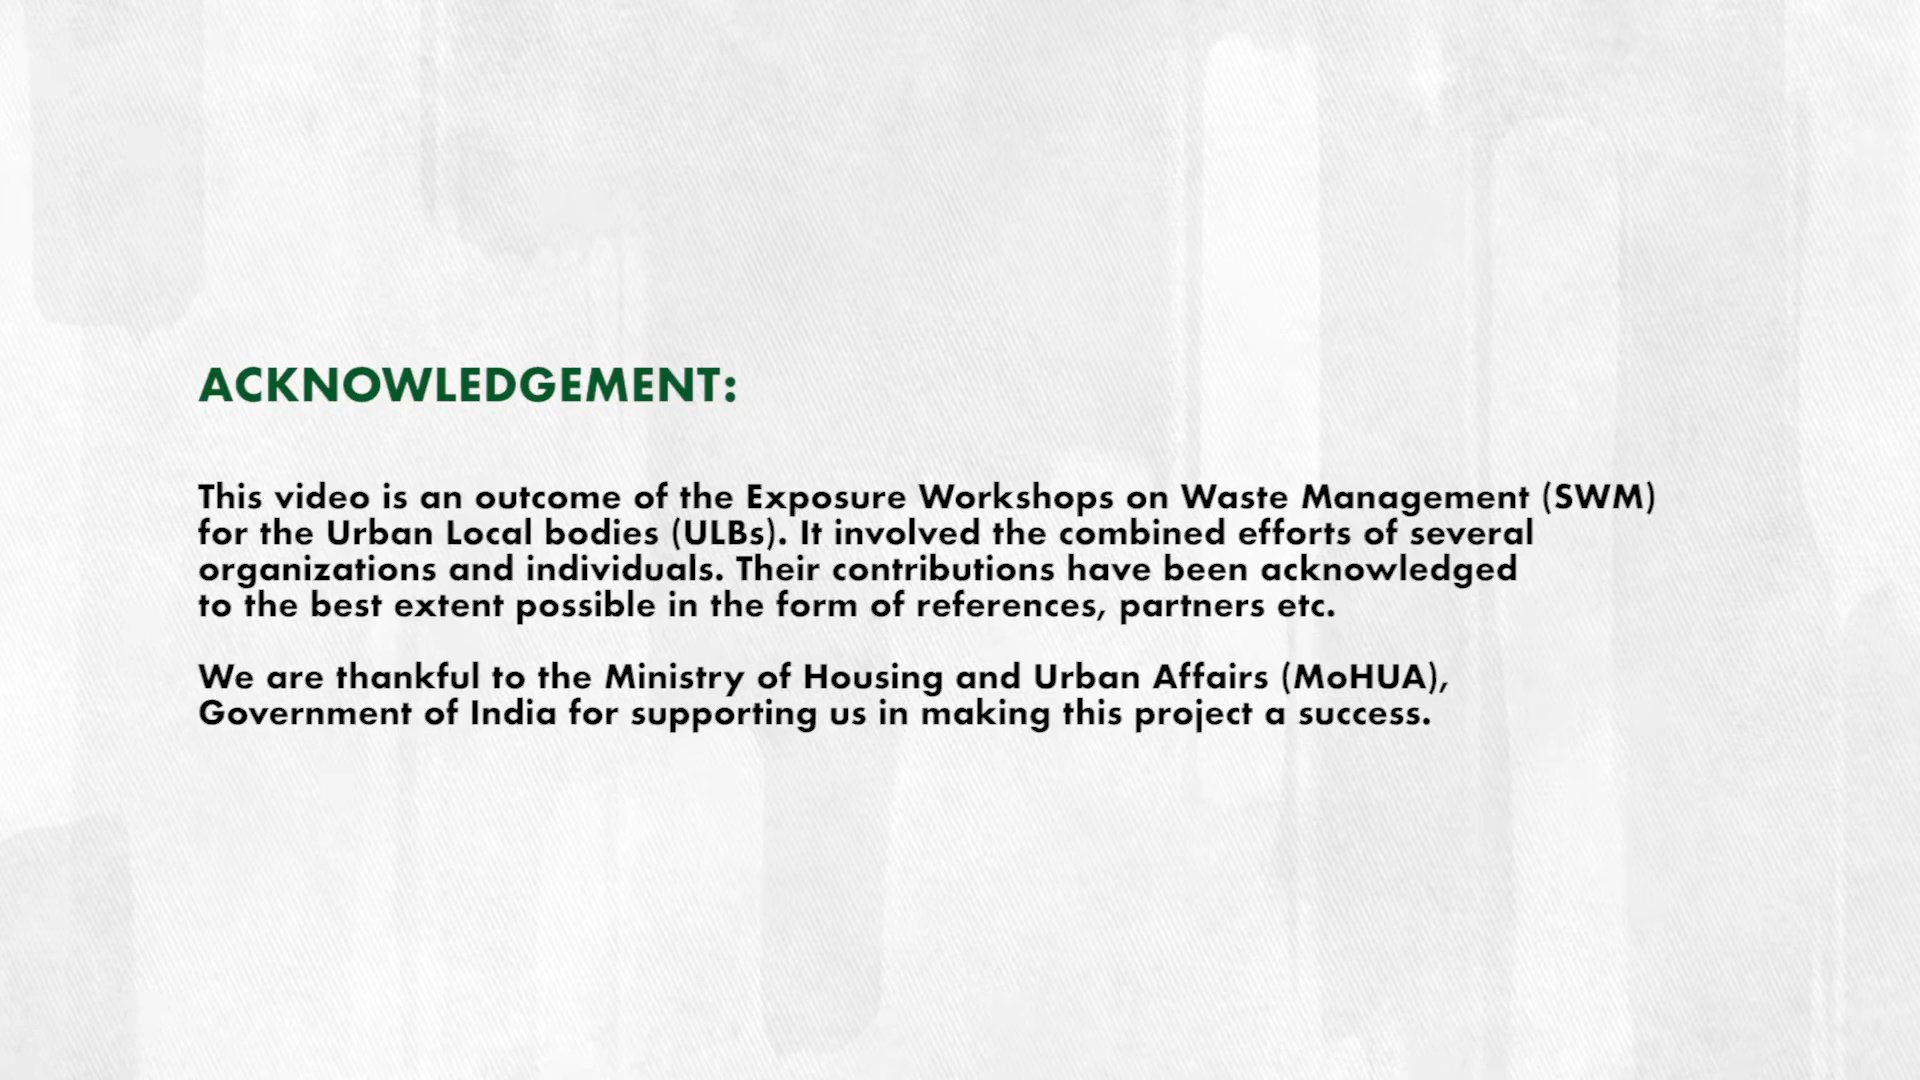 ACKNOWLEDGEMENT:
This video is an outcome of the Exposure Workshops on Waste Management (SWM)
for the Urban Local bodies (ULBs). It involved the combined efforts of several
organizations and individuals. Their contributions have been acknowledged
to the best extent possible in the form of references, partners etc.
We are thankful to the Ministry of Housing and Urban Affairs (MoHUA),
Government of India for supporting us in making this project a success.